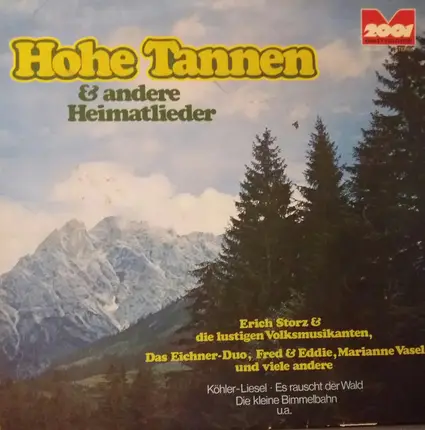 Hohe Tannen
& andere
Heimatlieder
M
2001
Erich Storz &
die lustigen Volksmusikanten,
Das Eichner-Duo, Fred & Eddie, Marianne Vasel
und viele andere
Köhler-Liesel · Es rauscht der Wald
Die kleine Bimmelbahn
u.a.